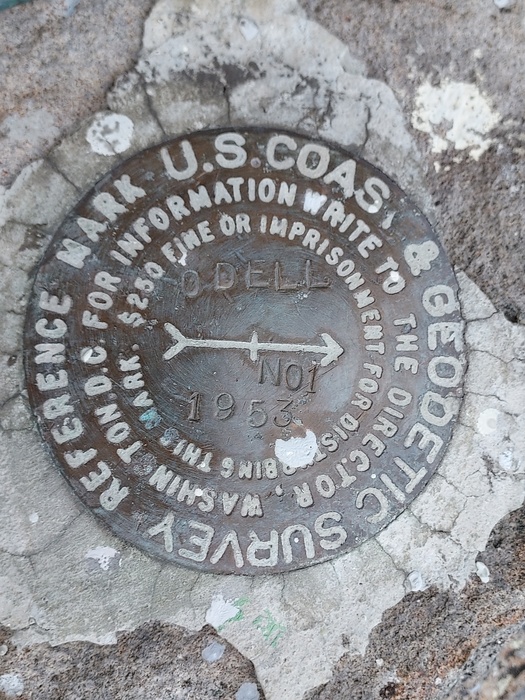 U.S. COAST & GEODETIC SURVEY REFERENCE MARK
FOR INFORMATION WRITE TO THE DIRECTOR, WASHINGTON, D.C.
$250 FINE OR IMPRISONMENT FOR DISTURBING THIS MARK.
ODELL
NO1
1953